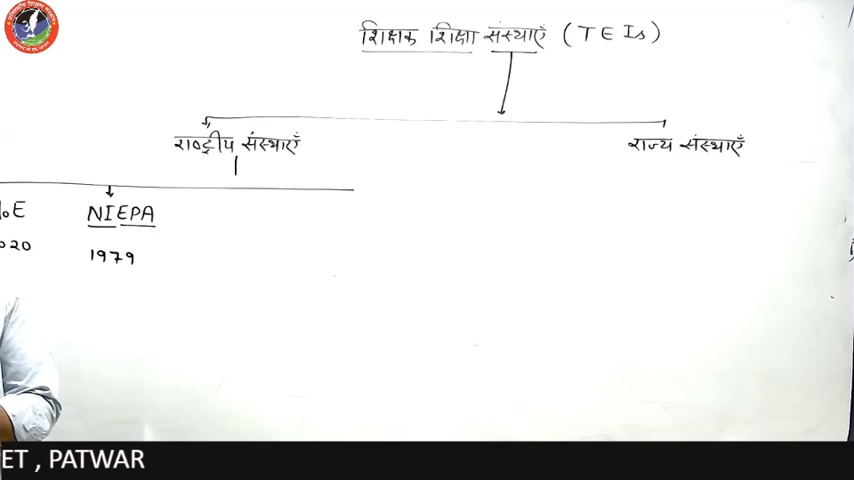 शिक्षक शिक्षा संस्थाएँ (TEIs)
राष्ट्रीय संस्थाएँ
राज्य संस्थाएँ
NIEPA
1979
ET , PATWAR